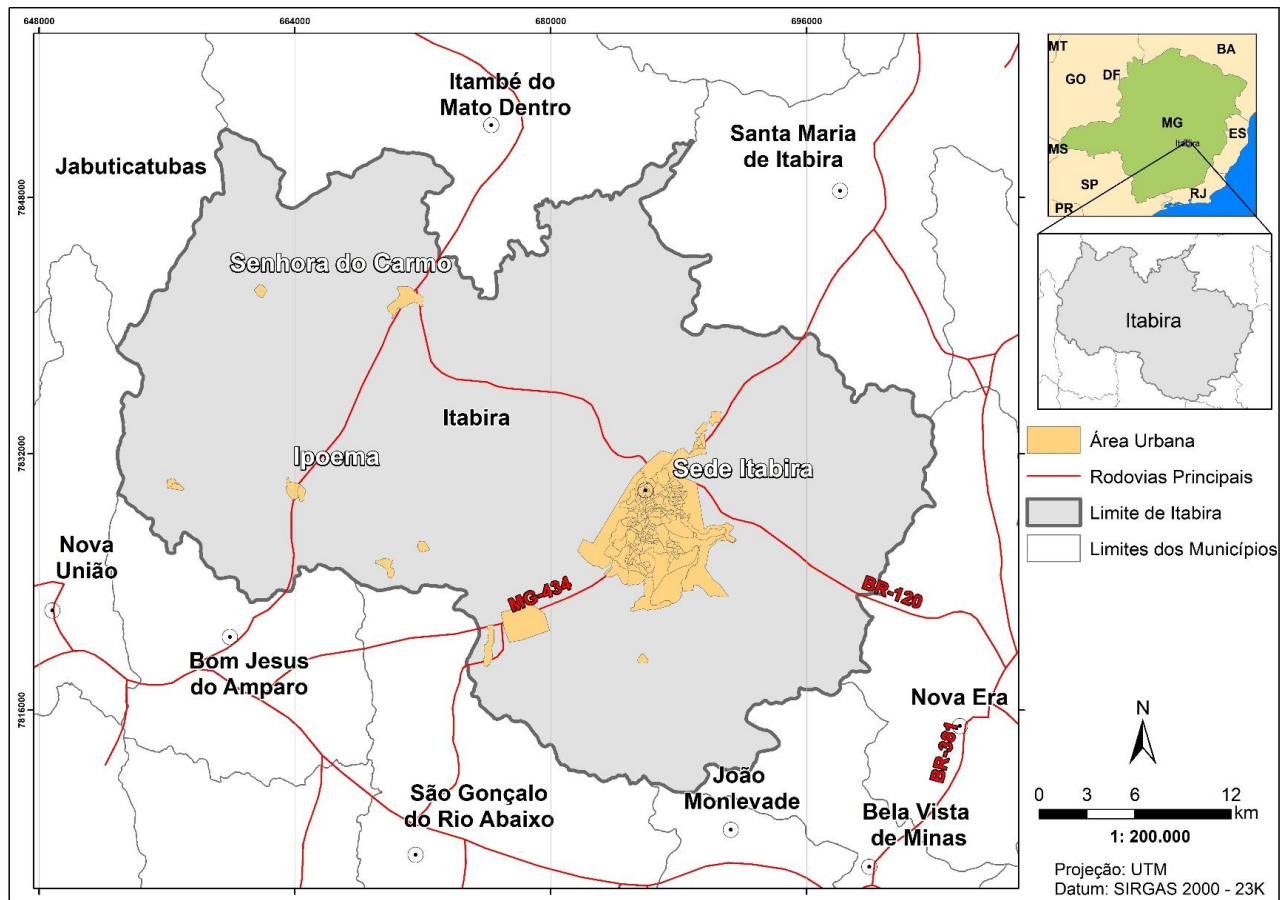 648000
664000
680000
696000
7848000
7832000
7816000
Itambé do
Mato Dentro
Santa Maria
de Itabira
Jabuticatubas
Senhora do Carmo
Itabira
Ipoema
Sede Itabira
Nova
União
MG-434
BR-120
Bom Jesus
do Amparo
Nova Era
BR-381
São Gonçalo
do Rio Abaixo
João
Monlevade
Bela Vista
de Minas
MT
BA
GO
DF
MG
ES
Itabira
MS
SP
RJ
PR
Itabira
Área Urbana
Rodovias Principais
Limite de Itabira
Limites dos Municípios
N
0 3 6 12
km
1: 200.000
Projeção: UTM
Datum: SIRGAS 2000 - 23K